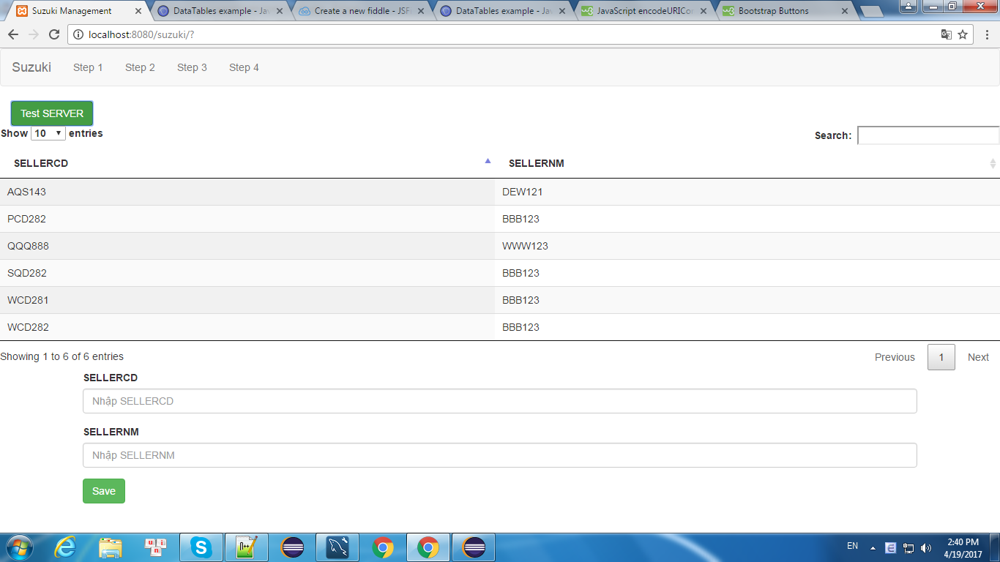 Suzuki Management
DataTables example - Jav
Create a new fiddle - JSF
DataTables example - Jav
JavaScript encodeURICor
Bootstrap Buttons
localhost:8080/suzuki/?
Suzuki Step 1 Step 2 Step 3 Step 4
Test SERVER
Show 10 entries
Search:
SELLERCD SELLERNM
AQS143 DEW121
PCD282 BBB123
QQQ888 WWW123
SQD282 BBB123
WCD281 BBB123
WCD282 BBB123
Showing 1 to 6 of 6 entries
Previous 1 Next
SELLERCD
Nhập SELLERCD
SELLERNM
Nhập SELLERNM
Save
EN
2:40 PM
4/19/2017